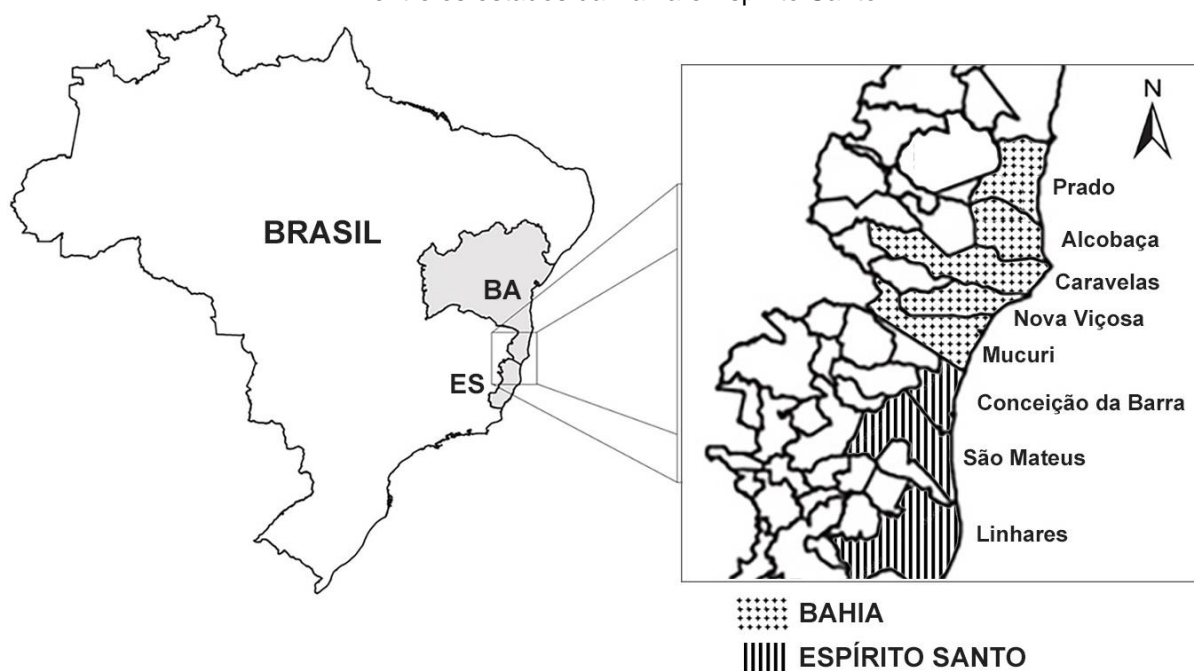 BRASIL
BA
ES
N
Prado
Alcobaça
Caravelas
Nova Viçosa
Mucuri
Conceição da Barra
São Mateus
Linhares
BAHIA
ESPÍRITO SANTO